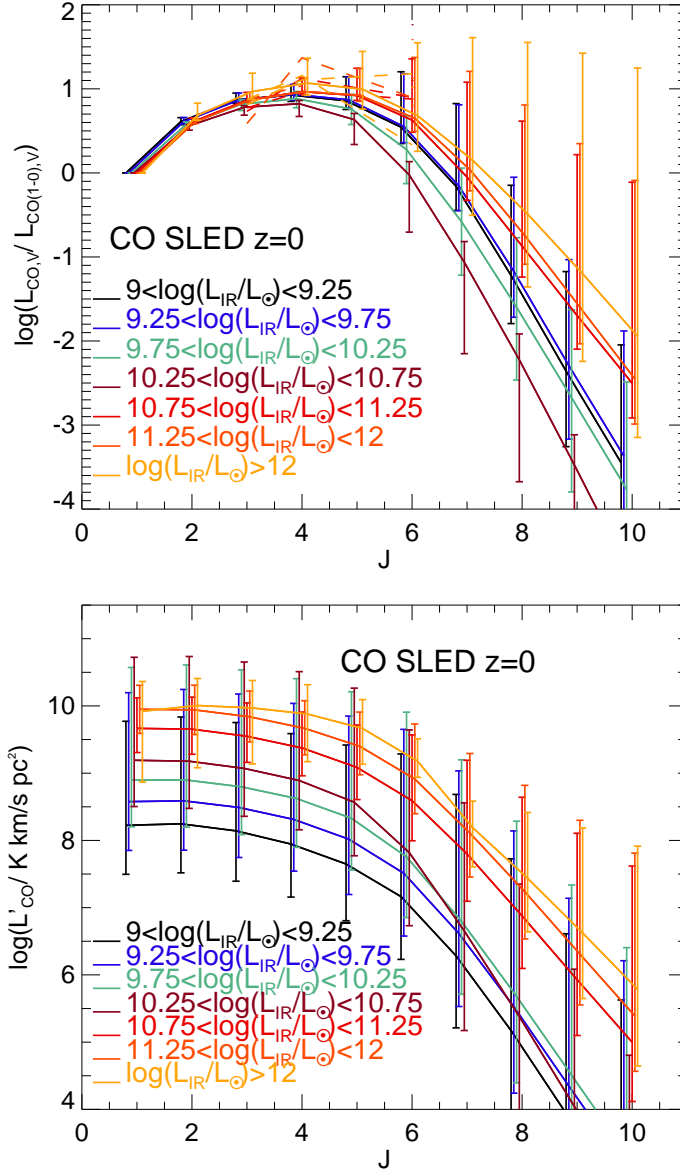 2
1
0
-1
-2
-3
-4
log(L_CO,V/ L_CO(1-0),V)
CO SLED z=0
9<log(L_IR/L_☉)<9.25
9.25<log(L_IR/L_☉)<9.75
9.75<log(L_IR/L_☉)<10.25
10.25<log(L_IR/L_☉)<10.75
10.75<log(L_IR/L_☉)<11.25
11.25<log(L_IR/L_☉)<12
log(L_IR/L_☉)>12
0 2 4 6 8 10
J
CO SLED z=0
10
8
6
4
log(L'_CO/ K km/s pc²)
9<log(L_IR/L_☉)<9.25
9.25<log(L_IR/L_☉)<9.75
9.75<log(L_IR/L_☉)<10.25
10.25<log(L_IR/L_☉)<10.75
10.75<log(L_IR/L_☉)<11.25
11.25<log(L_IR/L_☉)<12
log(L_IR/L_☉)>12
0 2 4 6 8 10
J